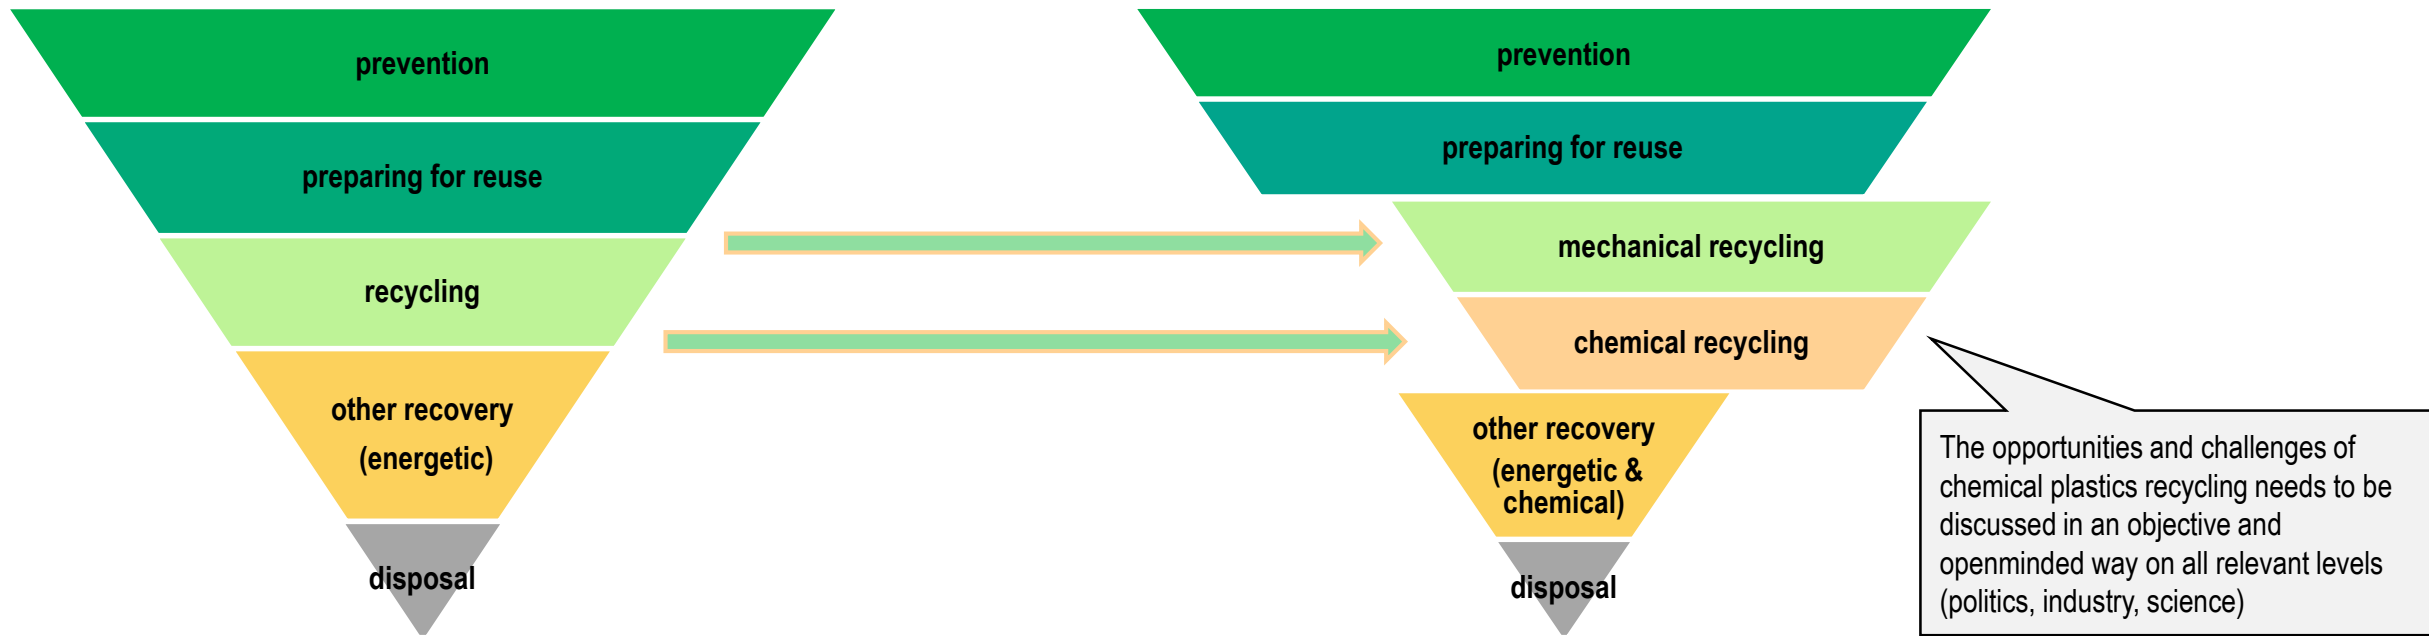 prevention
preparing for reuse
recycling
other recovery
(energetic)
disposal
prevention
preparing for reuse
mechanical recycling
chemical recycling
other recovery
(energetic &
chemical)
disposal
The opportunities and challenges of
chemical plastics recycling needs to be
discussed in an objective and
openminded way on all relevant levels
(politics, industry, science)